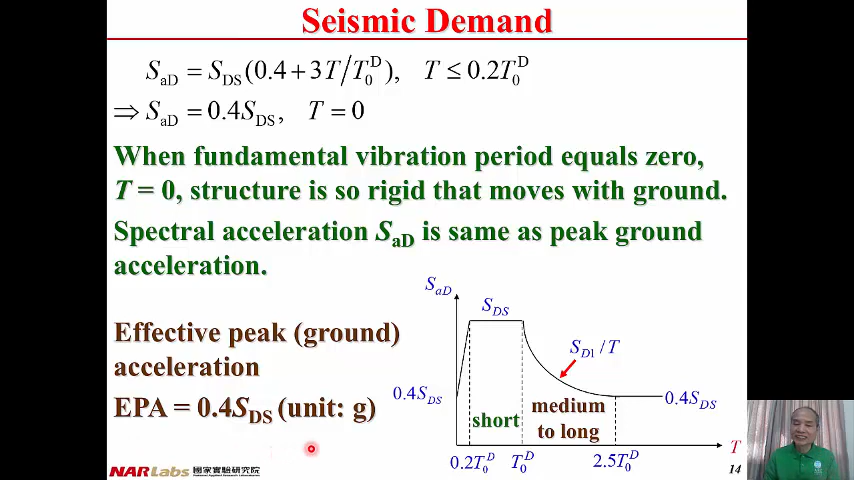 Seismic Demand
S_aD = S_DS (0.4 + 3T/T_0^D), T ≤ 0.2T_0^D
⇒ S_aD = 0.4S_DS, T = 0
When fundamental vibration period equals zero,
T = 0, structure is so rigid that moves with ground.
Spectral acceleration S_aD is same as peak ground
acceleration.
Effective peak (ground)
acceleration
EPA = 0.4S_DS (unit: g)
S_aD
S_DS
S_D1 / T
0.4S_DS
0.4S_DS
short
medium
to long
0.2T_0^D
T_0^D
2.5T_0^D
T
NARLabs 國家實驗研究院
14